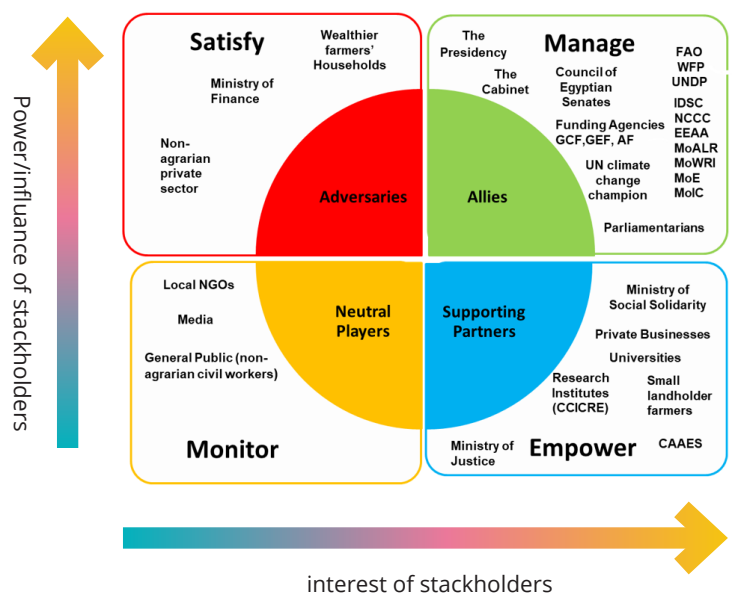 Satisfy
Wealthier
farmers'
Households
Ministry of
Finance
Non-
agrarian
private
sector
Adversaries
The
Presidency
Manage
The
Cabinet
Council of
Egyptian
Senates
Funding Agencies
GCF,GEF, AF
UN climate
change
champion
Parliamentarians
FAO
WFP
UNDP
IDSC
NCCC
EEAA
MoALR
MoWRI
MoE
MoIC
Allies
Local NGOs
Media
General Public (non-
agrarian civil workers)
Neutral
Players
Monitor
Supporting
Partners
Ministry of
Social Solidarity
Private Businesses
Universities
Research
Institutes
(CCICRE)
Small
landholder
farmers
Ministry of
Justice
Empower
CAAES
Power/influance of stackholders
interest of stackholders